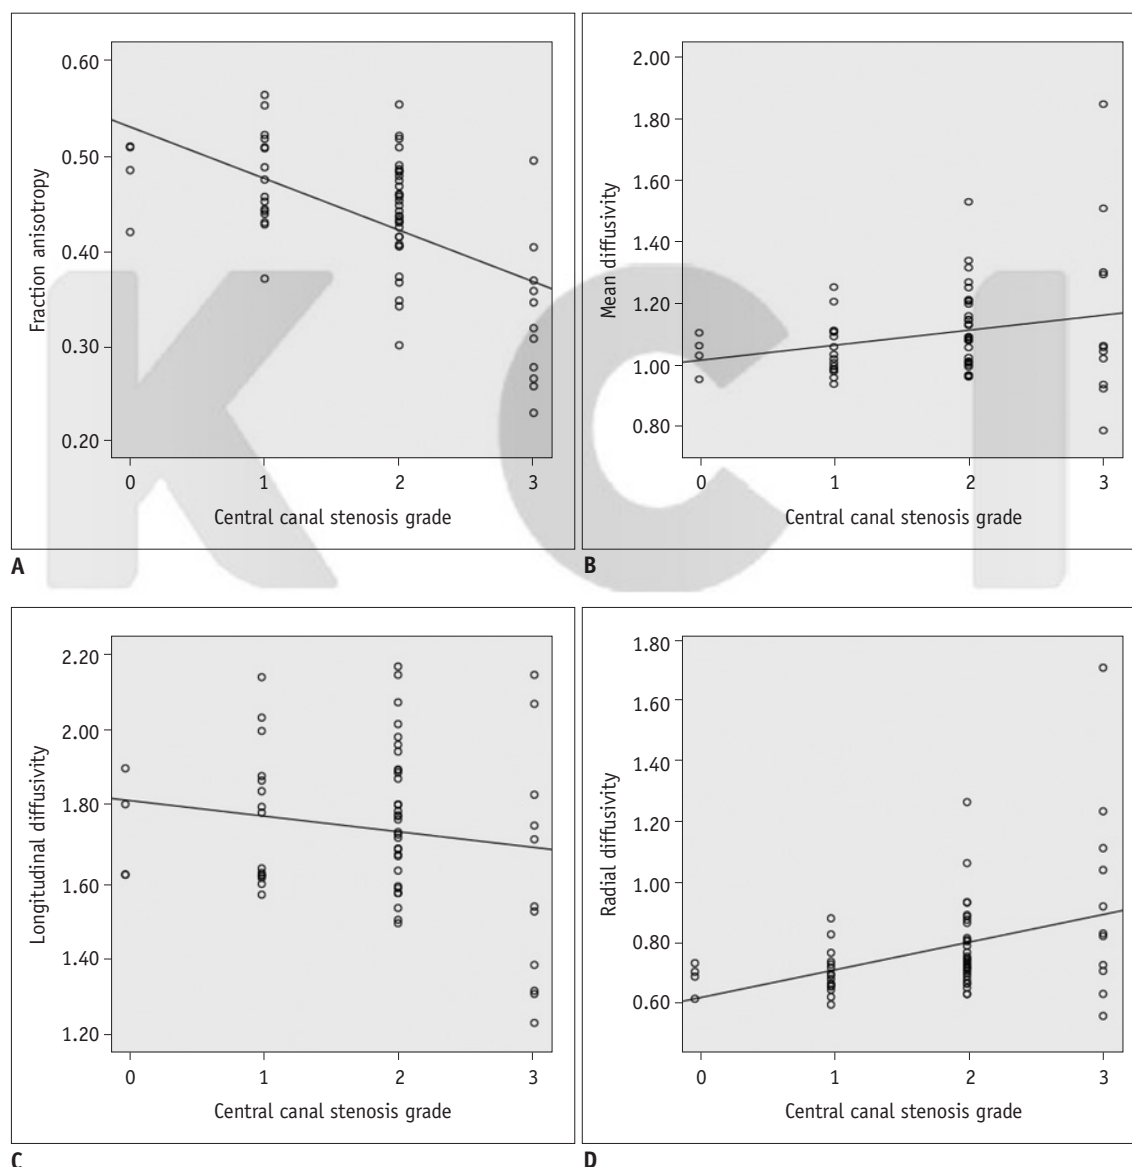 0.60
0.50
0.40
0.30
0.20
Fraction anisotropy
0 1 2 3
Central canal stenosis grade
A
2.00
1.80
1.60
1.40
1.20
1.00
0.80
Mean diffusivity
0 1 2 3
Central canal stenosis grade
B
2.20
2.00
1.80
1.60
1.40
1.20
Longitudinal diffusivity
0 1 2 3
Central canal stenosis grade
C
1.80
1.60
1.40
1.20
1.00
0.80
0.60
Radial diffusivity
0 1 2 3
Central canal stenosis grade
D
K C I